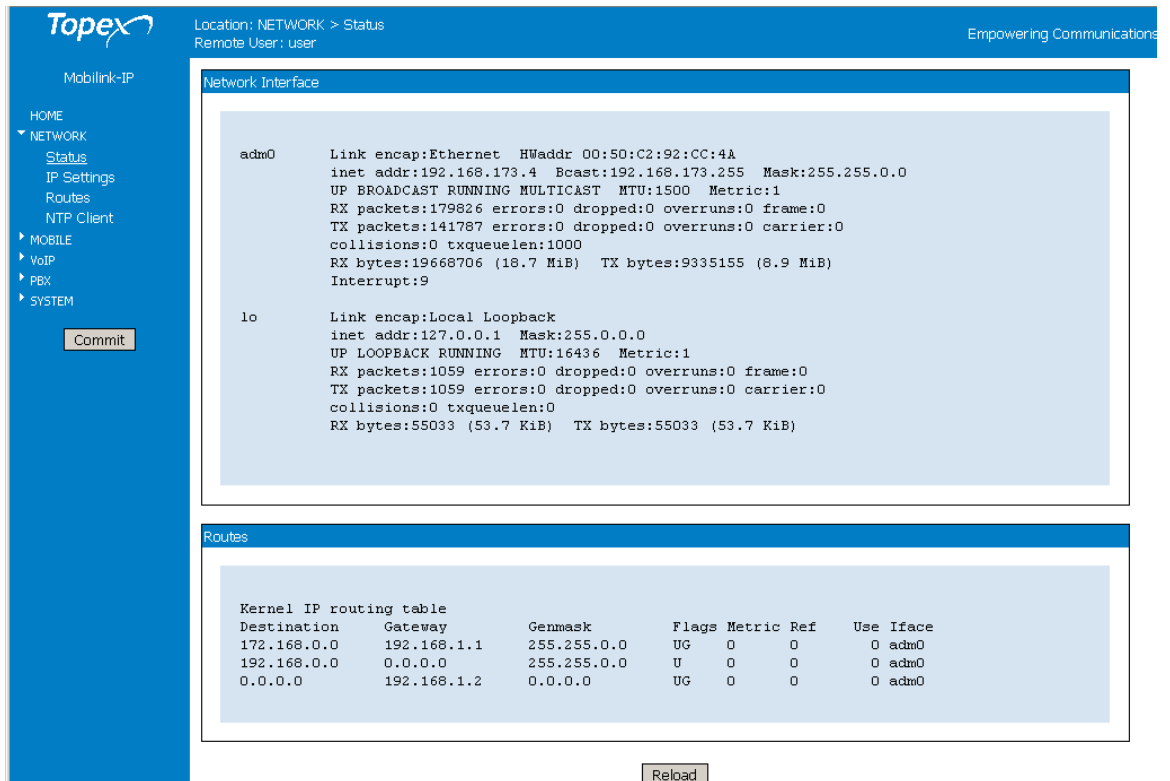 Topex
Location: NETWORK > Status
Remote User: user
Empowering Communications
Mobilink-IP
HOME
NETWORK
Status
IP Settings
Routes
NTP Client
MOBILE
VoIP
PBX
SYSTEM
Commit
Network Interface
adm0 Link encap:Ethernet HWaddr 00:50:C2:92:CC:4A
inet addr:192.168.173.4 Bcast:192.168.173.255 Mask:255.255.0.0
UP BROADCAST RUNNING MULTICAST MTU:1500 Metric:1
RX packets:179826 errors:0 dropped:0 overruns:0 frame:0
TX packets:141787 errors:0 dropped:0 overruns:0 carrier:0
collisions:0 txqueuelen:1000
RX bytes:19668706 (18.7 MiB) TX bytes:9335155 (8.9 MiB)
Interrupt:9
lo Link encap:Local Loopback
inet addr:127.0.0.1 Mask:255.0.0.0
UP LOOPBACK RUNNING MTU:16436 Metric:1
RX packets:1059 errors:0 dropped:0 overruns:0 frame:0
TX packets:1059 errors:0 dropped:0 overruns:0 carrier:0
collisions:0 txqueuelen:0
RX bytes:55033 (53.7 KiB) TX bytes:55033 (53.7 KiB)
Routes
Kernel IP routing table
Destination Gateway Genmask Flags Metric Ref Use Iface
172.168.0.0 192.168.1.1 255.255.0.0 UG 0 0 0 adm0
192.168.0.0 0.0.0.0 255.255.0.0 U 0 0 0 adm0
0.0.0.0 192.168.1.2 0.0.0.0 UG 0 0 0 adm0
Reload